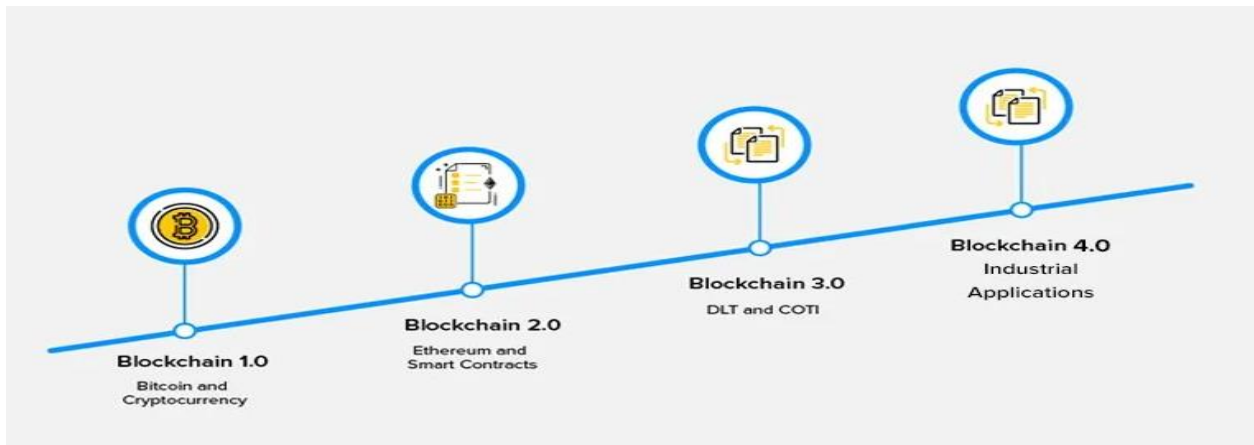 Blockchain 1.0
Bitcoin and
Cryptocurrency
Blockchain 2.0
Ethereum and
Smart Contracts
Blockchain 3.0
DLT and COTI
Blockchain 4.0
Industrial
Applications